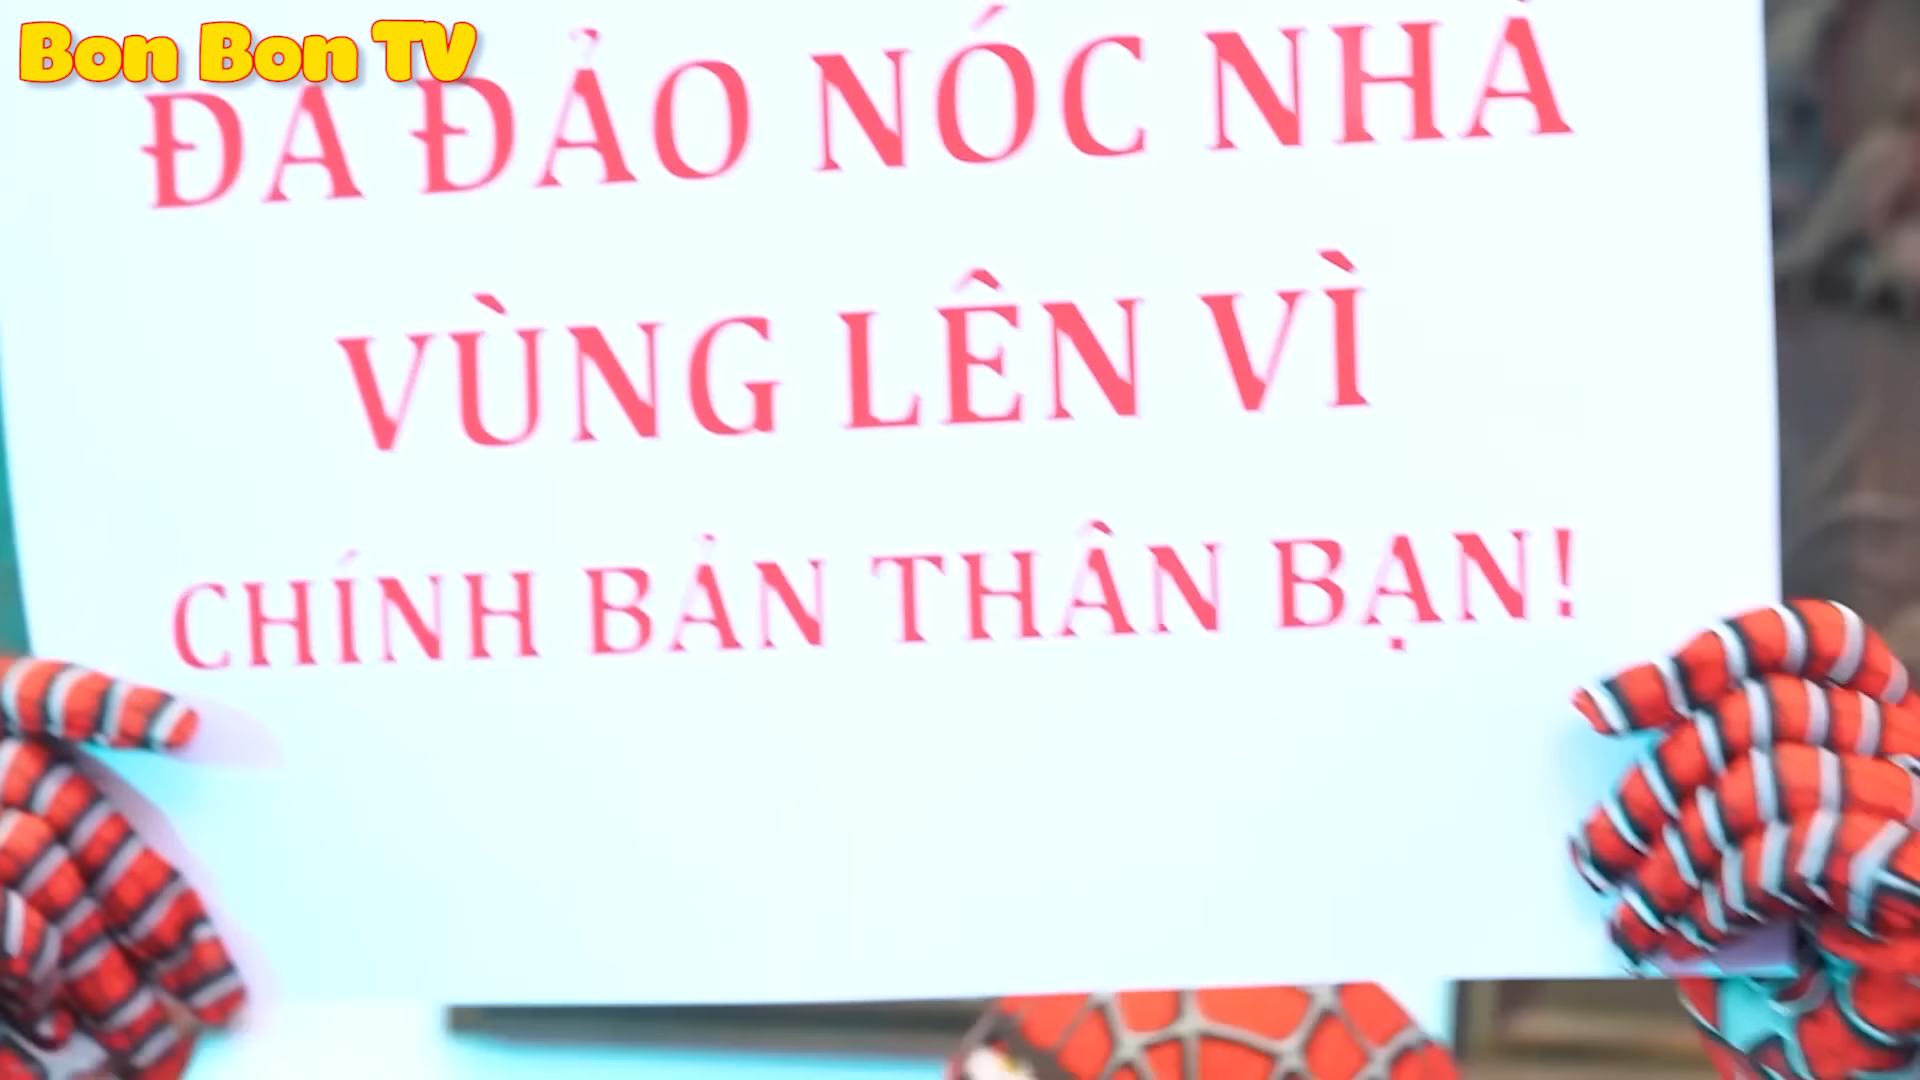 Bon Bon TV
ĐẢ ĐẢO NÓC NHÀ
VÙNG LÊN VÌ
CHÍNH BẢN THÂN BẠN!